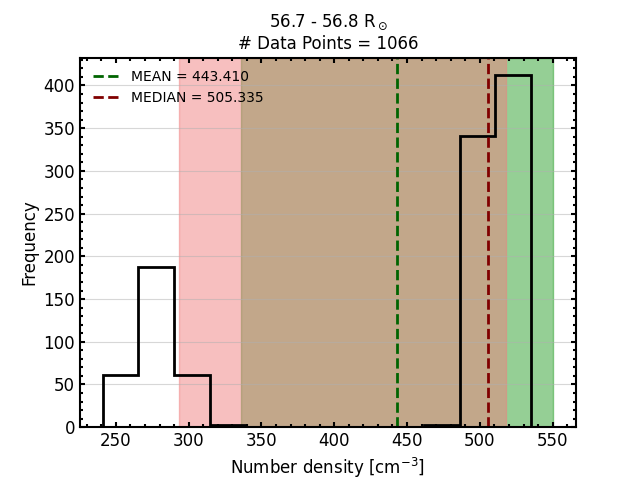 56.7 - 56.8 R⊙
# Data Points = 1066
MEAN = 443.410
MEDIAN = 505.335
400
350
300
250
200
150
100
50
0
Frequency
250 300 350 400 450 500 550
Number density [cm⁻³]